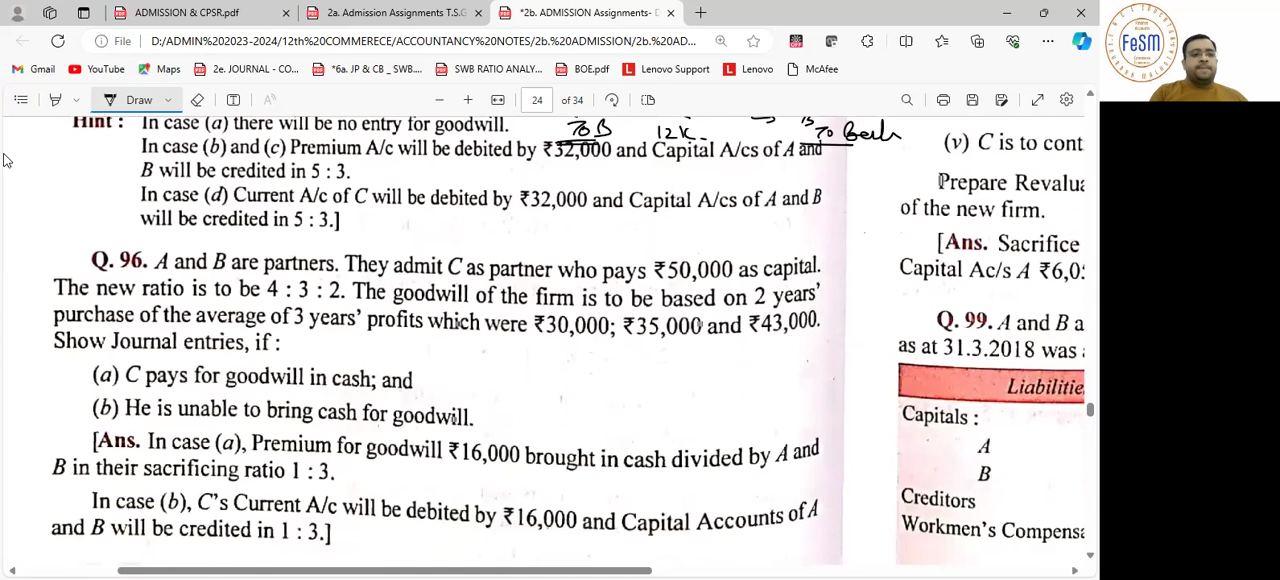 ADMISSION & CPSR.pdf
2a. Admission Assignments T.S.G
*2b. ADMISSION Assignments- D
File
D:/ADMIN%202023-2024/12th%20COMMERECE/ACCOUNTANCY%20NOTES/2b.%20ADMISSION/2b.%20AD...
Gmail
YouTube
Maps
2e. JOURNAL - CO...
*6a. JP & CB _SWB....
SWB RATIO ANALY...
BOE.pdf
Lenovo Support
Lenovo
McAfee
Draw
24 of 34
Hint : In case (a) there will be no entry for goodwill.
To B 12K
In case (b) and (c) Premium A/c will be debited by ₹32,000 and Capital A/cs of A and
B will be credited in 5 : 3.
In case (d) Current A/c of C will be debited by ₹32,000 and Capital A/cs of A and B
will be credited in 5 : 3.]
Q. 96. A and B are partners. They admit C as partner who pays ₹50,000 as capital.
The new ratio is to be 4 : 3 : 2. The goodwill of the firm is to be based on 2 years'
purchase of the average of 3 years' profits which were ₹30,000; ₹35,000 and ₹43,000.
Show Journal entries, if :
(a) C pays for goodwill in cash; and
(b) He is unable to bring cash for goodwill.
[Ans. In case (a), Premium for goodwill ₹16,000 brought in cash divided by A and
B in their sacrificing ratio 1 : 3.
In case (b), C's Current A/c will be debited by ₹16,000 and Capital Accounts of A
and B will be credited in 1 : 3.]
(v) C is to cont
Prepare Revalua
of the new firm.
[Ans. Sacrifice
Capital Ac/s A ₹6,0
Q. 99. A and B a
as at 31.3.2018 was
Liabilitie
Capitals :
A
B
Creditors
Workmen's Compensa
FeSM